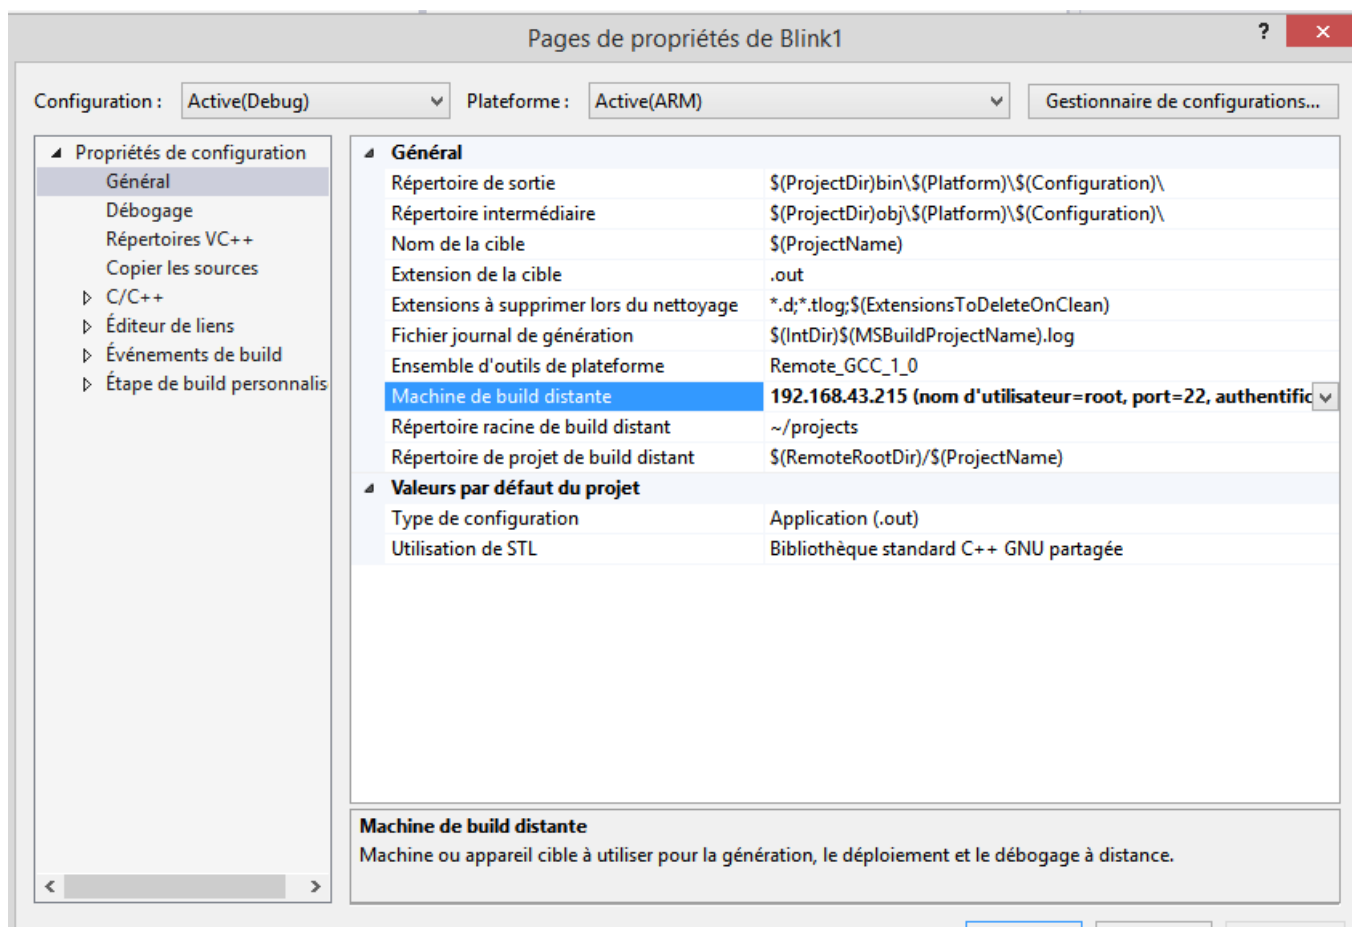 Pages de propriétés de Blink1
?
Configuration : Active(Debug) Plateforme : Active(ARM) Gestionnaire de configurations...
Propriétés de configuration
Général
Débogage
Répertoires VC++
Copier les sources
C/C++
Éditeur de liens
Événements de build
Étape de build personnalis
Général
Répertoire de sortie $(ProjectDir)bin\$(Platform)\$(Configuration)\
Répertoire intermédiaire $(ProjectDir)obj\$(Platform)\$(Configuration)\
Nom de la cible $(ProjectName)
Extension de la cible .out
Extensions à supprimer lors du nettoyage *.d;*.tlog;$(ExtensionsToDeleteOnClean)
Fichier journal de génération $(IntDir)$(MSBuildProjectName).log
Ensemble d'outils de plateforme Remote_GCC_1_0
Machine de build distante 192.168.43.215 (nom d'utilisateur=root, port=22, authentific
Répertoire racine de build distant ~/projects
Répertoire de projet de build distant $(RemoteRootDir)/$(ProjectName)
Valeurs par défaut du projet
Type de configuration Application (.out)
Utilisation de STL Bibliothèque standard C++ GNU partagée
Machine de build distante
Machine ou appareil cible à utiliser pour la génération, le déploiement et le débogage à distance.